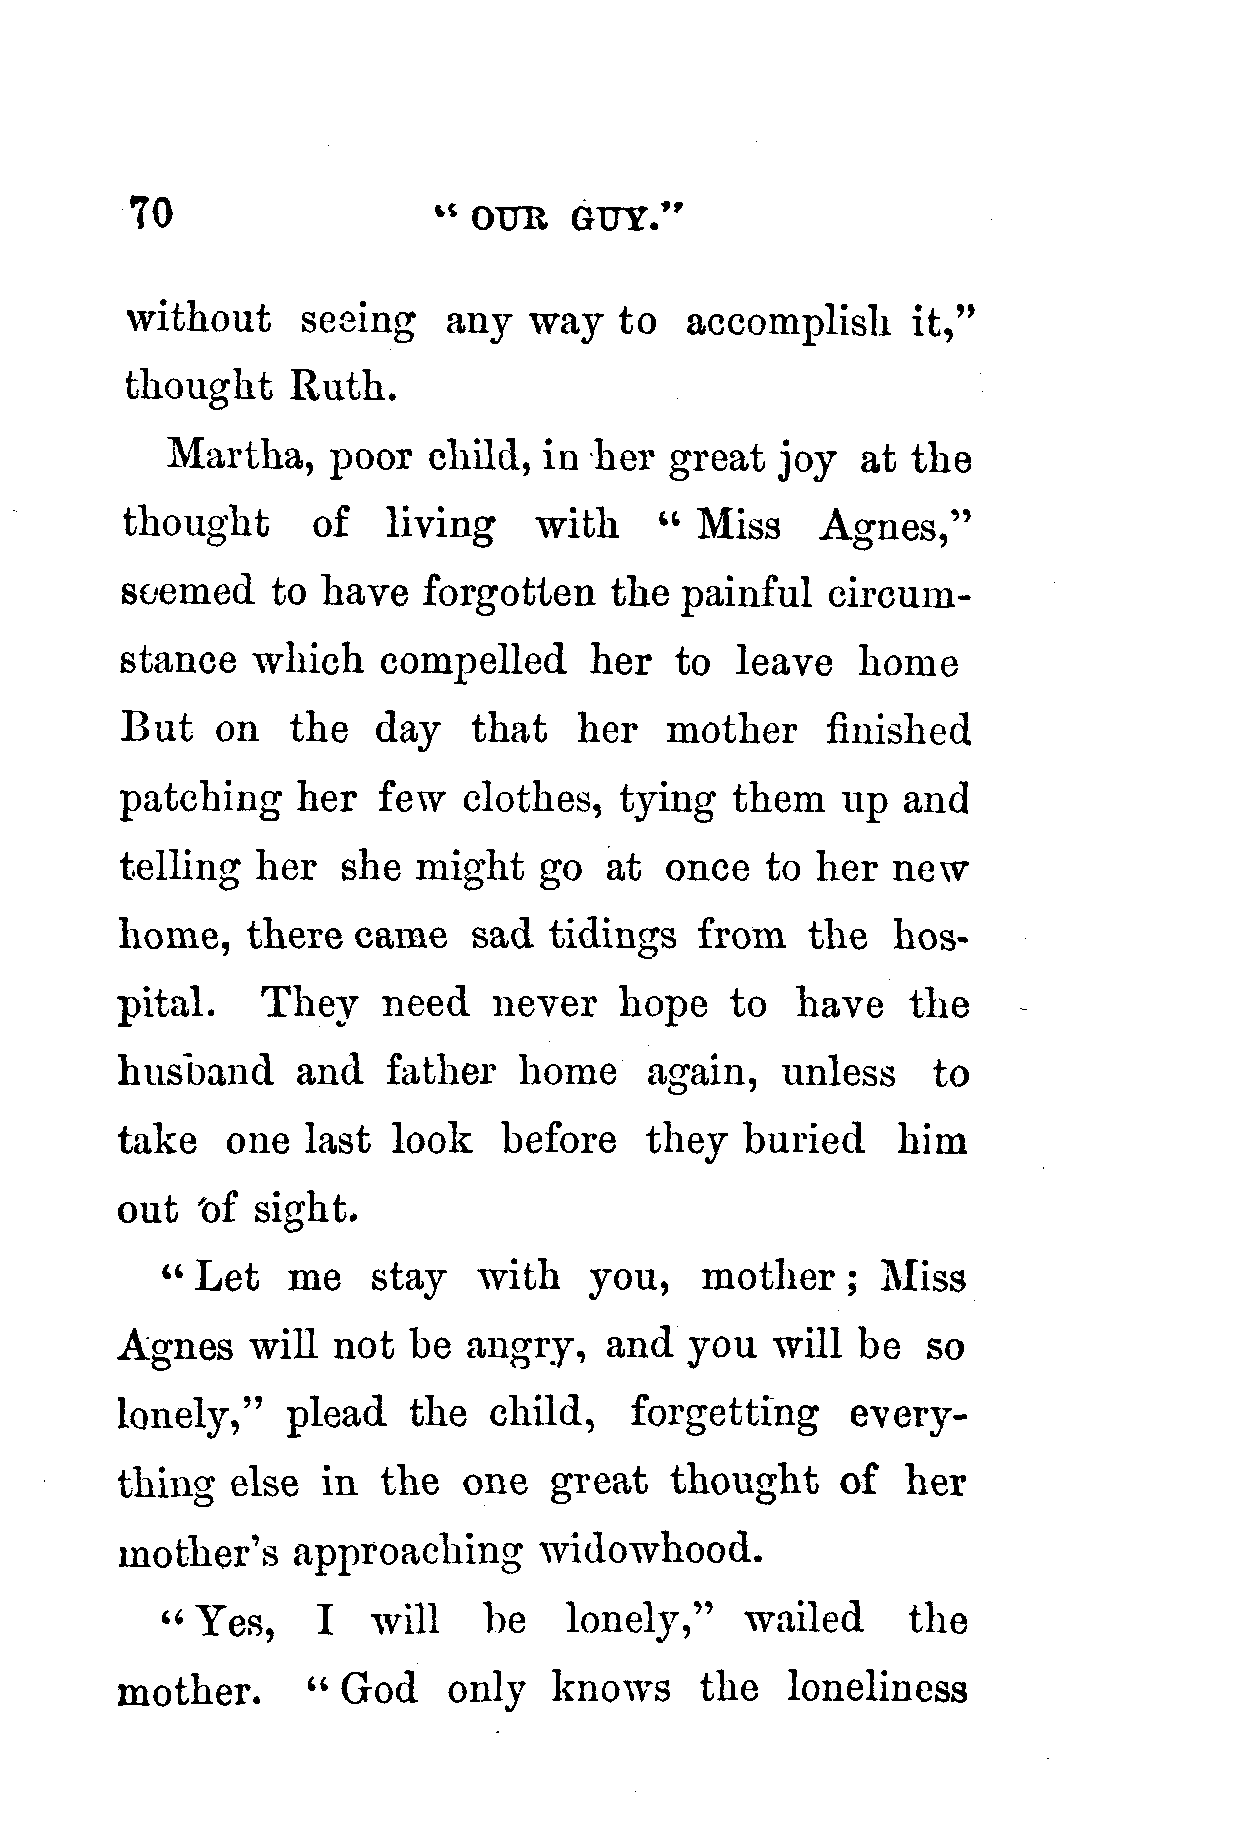 70 “ OUR GUY.”
without seeing any way to accomplish it,”
thought Ruth.
Martha, poor child, in her great joy at the
thought of living with “ Miss Agnes,”
seemed to have forgotten the painful circum-
stance which compelled her to leave home
But on the day that her mother finished
patching her few clothes, tying them up and
telling her she might go at once to her new
home, there came sad tidings from the hos-
pital. They need never hope to have the
husband and father home again, unless to
take one last look before they buried him
out of sight.
“ Let me stay with you, mother ; Miss
Agnes will not be angry, and you will be so
lonely,” plead the child, forgetting every-
thing else in the one great thought of her
mother’s approaching widowhood.
“ Yes, I will be lonely,” wailed the
mother. “ God only knows the loneliness